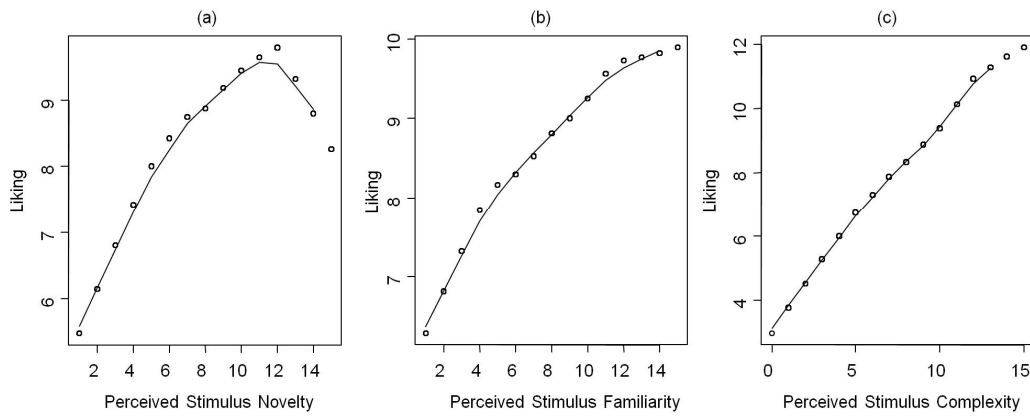 (a)
Liking
6 7 8 9
2 4 6 8 10 12 14
Perceived Stimulus Novelty
(b)
Liking
7 8 9 10
2 4 6 8 10 12 14
Perceived Stimulus Familiarity
(c)
Liking
4 6 8 10 12
0 5 10 15
Perceived Stimulus Complexity